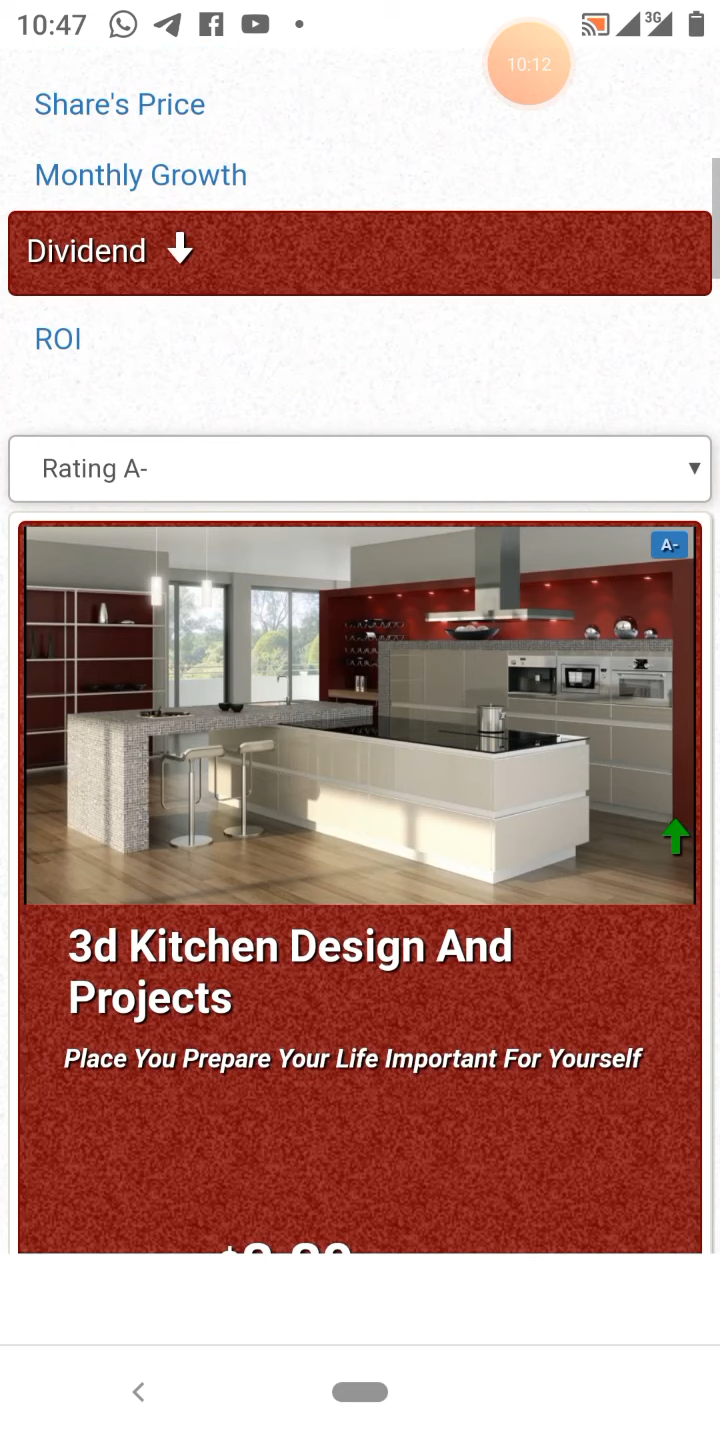 10:47
3G
10:12
Share's Price
Monthly Growth
Dividend
ROI
Rating A-
A-
3d Kitchen Design And
Projects
Place You Prepare Your Life Important For Yourself